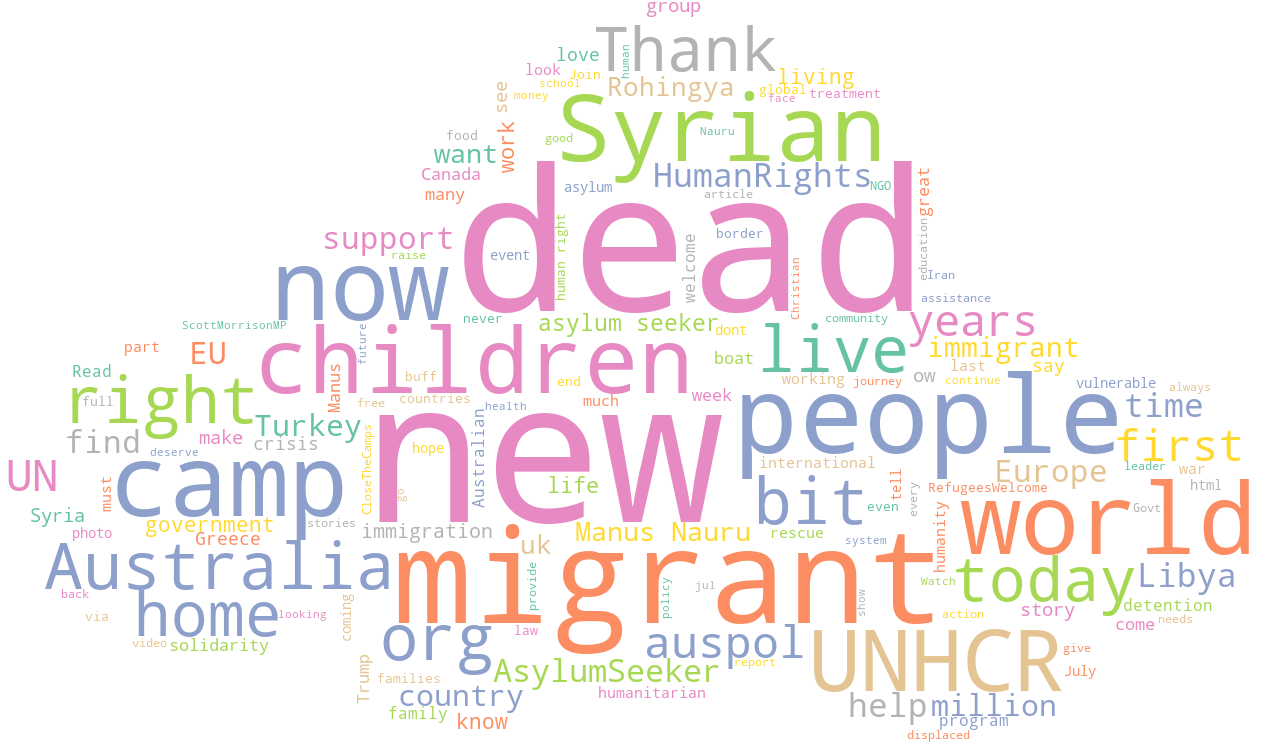 group
Thank
love
human
look
Join
living
school
Rohingya
global
see
money
face
treatment
Syrian
work
food
good
Nauru
want
Canada
HumanRights
many
asylum
NGO
article
great
dead
support
event
raise
human right
border
welcome
education
now
Christian
Iran
assistance
ScottMorrisonMP
never
asylum seeker
dont
community
years
children
future
live
immigrant
part
EU
boat
say
Read
Manus
buff
end
working
journey
ow
last
continue
vulnerable
always
right
full
free
countries
much
week
people
time
Turkey
health
new
find
make
crisis
deserve
CloseTheCamps
hope
Australian
first
UN
camp
go
life
international
Europe
leader
war
bit
tell
RefugeesWelcome
html
must
Syria
photo
government
Greece
stories
immigration
uk
Manus Nauru
rescue
even
every
system
humanity
world
Govt
Australia
migrant
today
Libya
back
home
looking
provide
policy
jul
show
Watch
action
story
detention
needs
come
via
video
solidarity
coming
org
law
auspol
UNHCR
give
July
report
Trump
families
AsylumSeeker
humanitarian
country
family
know
help
million
program
displaced